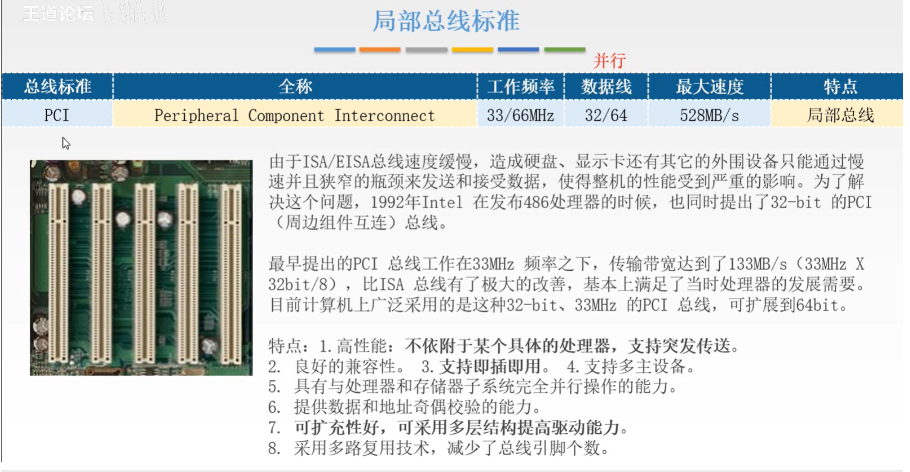 王道论坛
局部总线标准
并行
总线标准 全称 工作频率 数据线 最大速度 特点
PCI Peripheral Component Interconnect 33/66MHz 32/64 528MB/s 局部总线
由于ISA/EISA总线速度缓慢，造成硬盘、显示卡还有其它的外围设备只能通过慢
速并且狭窄的瓶颈来发送和接受数据，使得整机的性能受到严重的影响。为了解
决这个问题，1992年Intel 在发布486处理器的时候，也同时提出了32-bit 的PCI
（周边组件互连）总线。
最早提出的PCI 总线工作在33MHz 频率之下，传输带宽达到了133MB/s（33MHz X
32bit/8），比ISA 总线有了极大的改善，基本上满足了当时处理器的发展需要。
目前计算机上广泛采用的是这种32-bit、33MHz 的PCI 总线，可扩展到64bit。
特点：1.高性能：不依附于某个具体的处理器，支持突发传送。
2. 良好的兼容性。 3.支持即插即用。 4.支持多主设备。
5. 具有与处理器和存储器子系统完全并行操作的能力。
6. 提供数据和地址奇偶校验的能力。
7. 可扩充性好，可采用多层结构提高驱动能力。
8. 采用多路复用技术，减少了总线引脚个数。